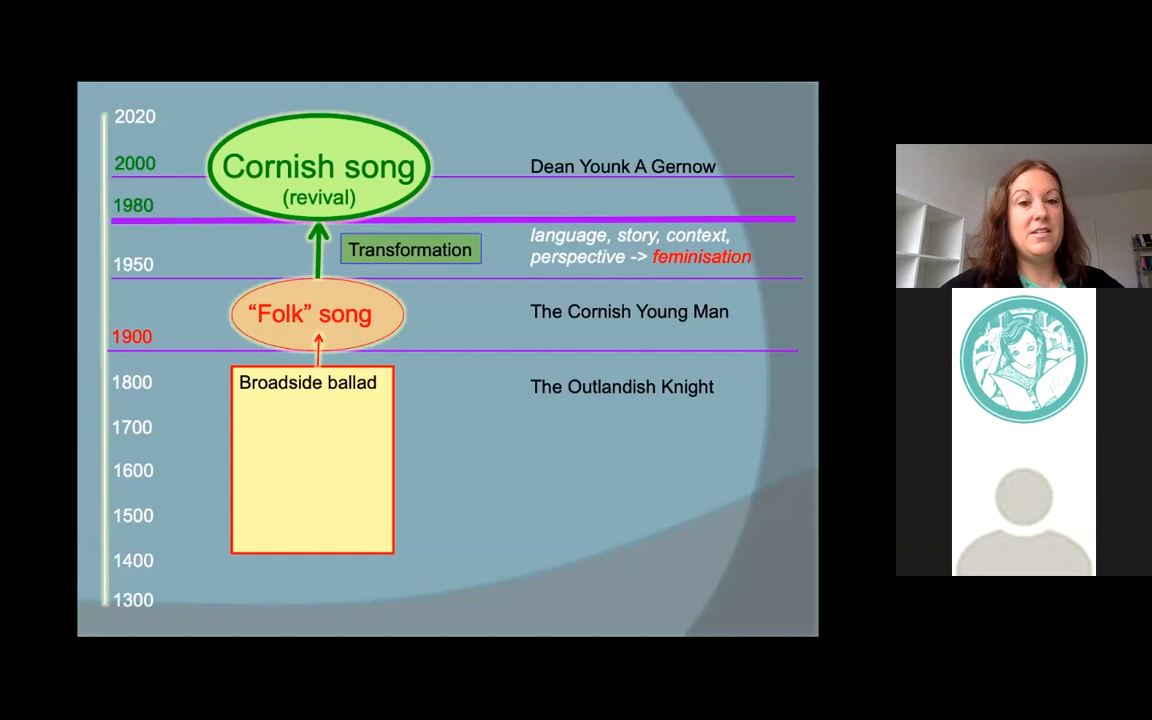 2020
2000
Cornish song
(revival)
Dean Younk A Gernow
1980
Transformation
language, story, context,
perspective -> feminisation
1950
“Folk” song
The Cornish Young Man
1900
1800
Broadside ballad
The Outlandish Knight
1700
1600
1500
1400
1300